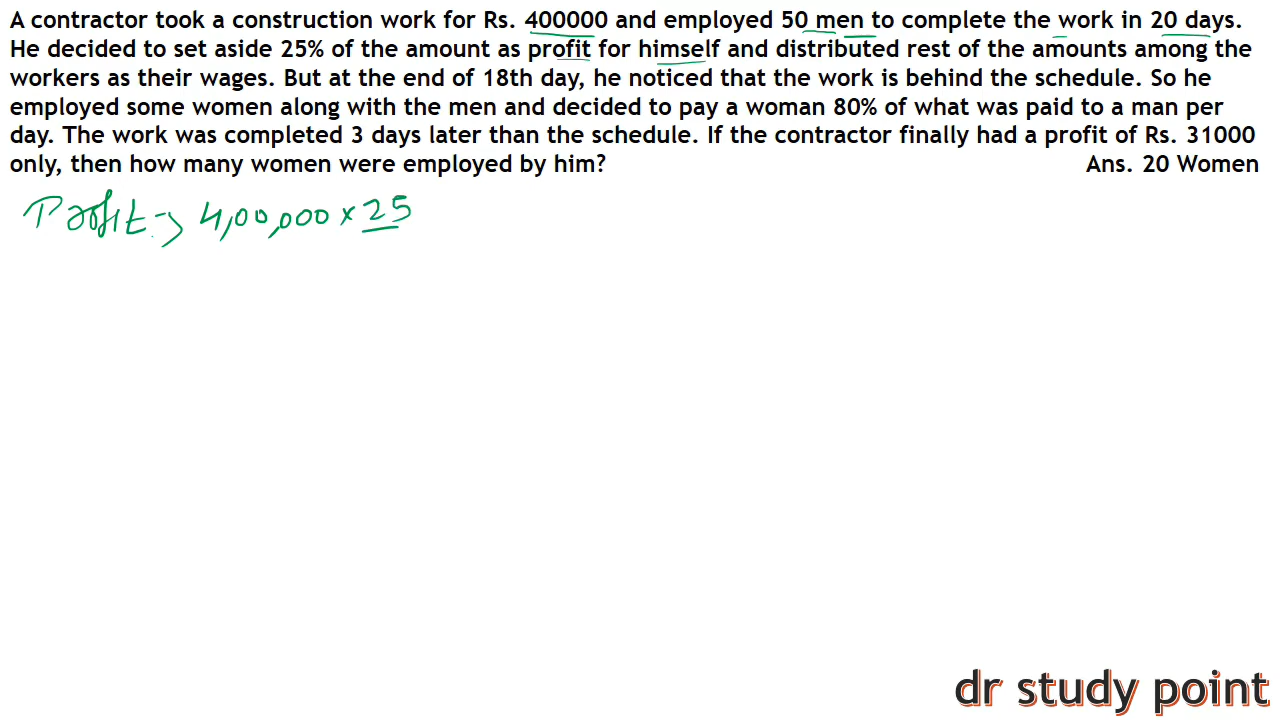 A contractor took a construction work for Rs. 400000 and employed 50 men to complete the work in 20 days.
He decided to set aside 25% of the amount as profit for himself and distributed rest of the amounts among the
workers as their wages. But at the end of 18th day, he noticed that the work is behind the schedule. So he
employed some women along with the men and decided to pay a woman 80% of what was paid to a man per
day. The work was completed 3 days later than the schedule. If the contractor finally had a profit of Rs. 31000
only, then how many women were employed by him? Ans. 20 Women
Profit → 4,00,000 × 25
dr study point